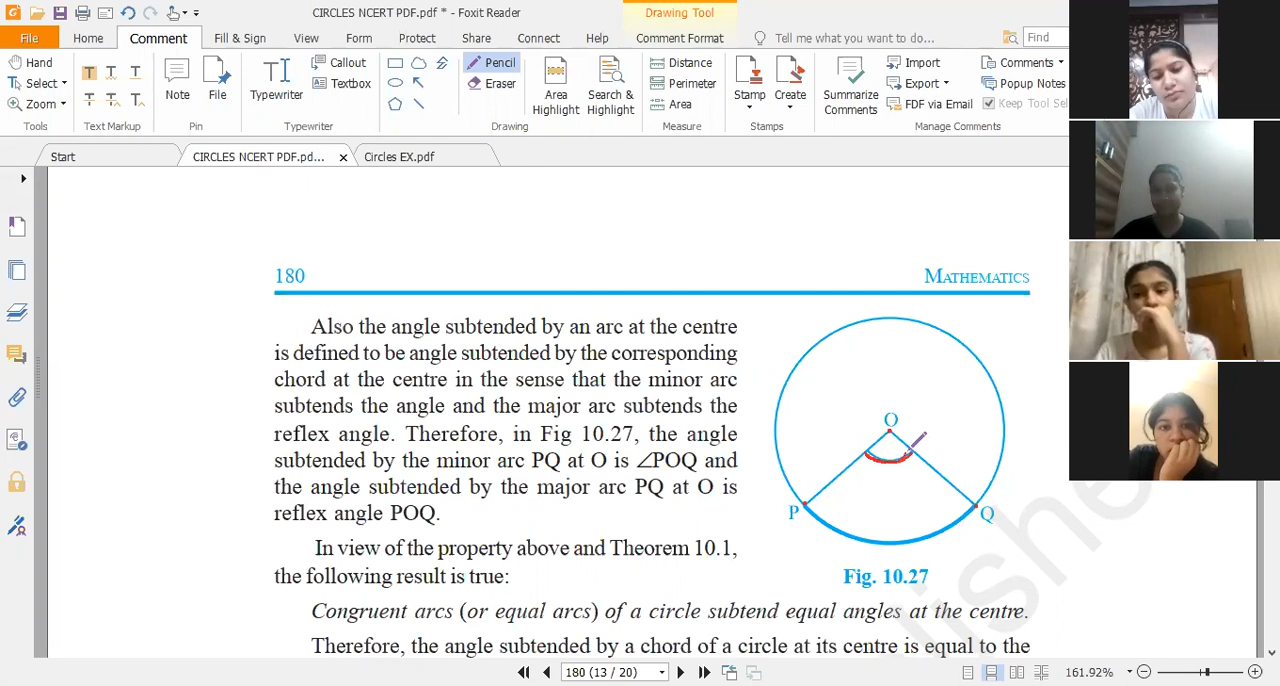 CIRCLES NCERT PDF.pdf * - Foxit Reader
Drawing Tool
File Home Comment Fill & Sign View Form Protect Share Connect Help Comment Format Tell me what you want to do... Find
Hand
Select
Zoom
Tools
Text Markup
Note
File
Pin
Typewriter
Callout
Textbox
Typewriter
Pencil
Eraser
Drawing
Area Highlight
Search & Highlight
Distance
Perimeter
Area
Measure
Stamp
Create
Stamps
Summarize Comments
Import
Export
FDF via Email
Comments
Popup Notes
Keep Tool Sel
Manage Comments
Start
CIRCLES NCERT PDF.pd... ×
Circles EX.pdf
180 MATHEMATICS
Also the angle subtended by an arc at the centre
is defined to be angle subtended by the corresponding
chord at the centre in the sense that the minor arc
subtends the angle and the major arc subtends the
reflex angle. Therefore, in Fig 10.27, the angle
subtended by the minor arc PQ at O is ∠POQ and
the angle subtended by the major arc PQ at O is
reflex angle POQ.
O
P
Q
Fig. 10.27
In view of the property above and Theorem 10.1,
the following result is true:
Congruent arcs (or equal arcs) of a circle subtend equal angles at the centre.
Therefore, the angle subtended by a chord of a circle at its centre is equal to the
lishe
180 (13 / 20)
161.92%